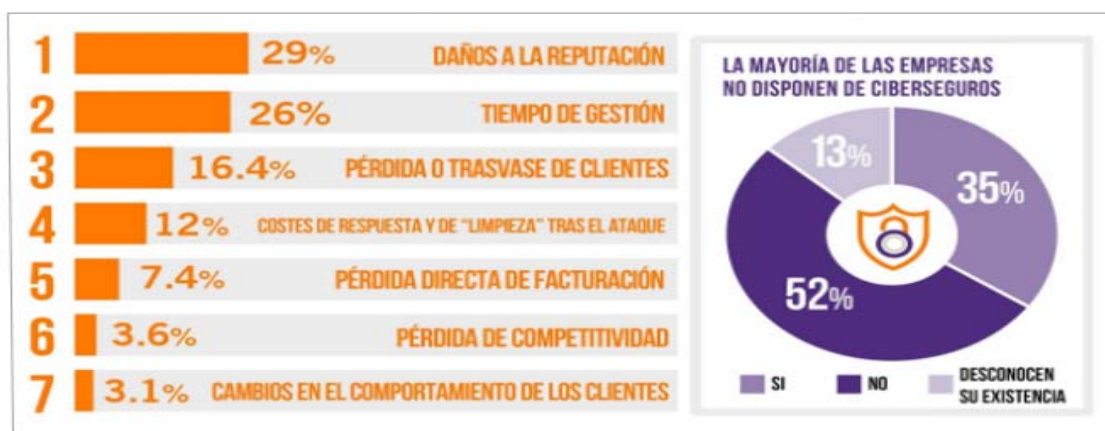 1 29% DAÑOS A LA REPUTACIÓN
2 26% TIEMPO DE GESTIÓN
3 16.4% PÉRDIDA O TRASVASE DE CLIENTES
4 12% COSTES DE RESPUESTA Y DE “LIMPIEZA” TRAS EL ATAQUE
5 7.4% PÉRDIDA DIRECTA DE FACTURACIÓN
6 3.6% PÉRDIDA DE COMPETITIVIDAD
7 3.1% CAMBIOS EN EL COMPORTAMIENTO DE LOS CLIENTES
LA MAYORÍA DE LAS EMPRESAS
NO DISPONEN DE CIBERSEGUROS
13%
35%
52%
SI
NO
DESCONOCEN
SU EXISTENCIA